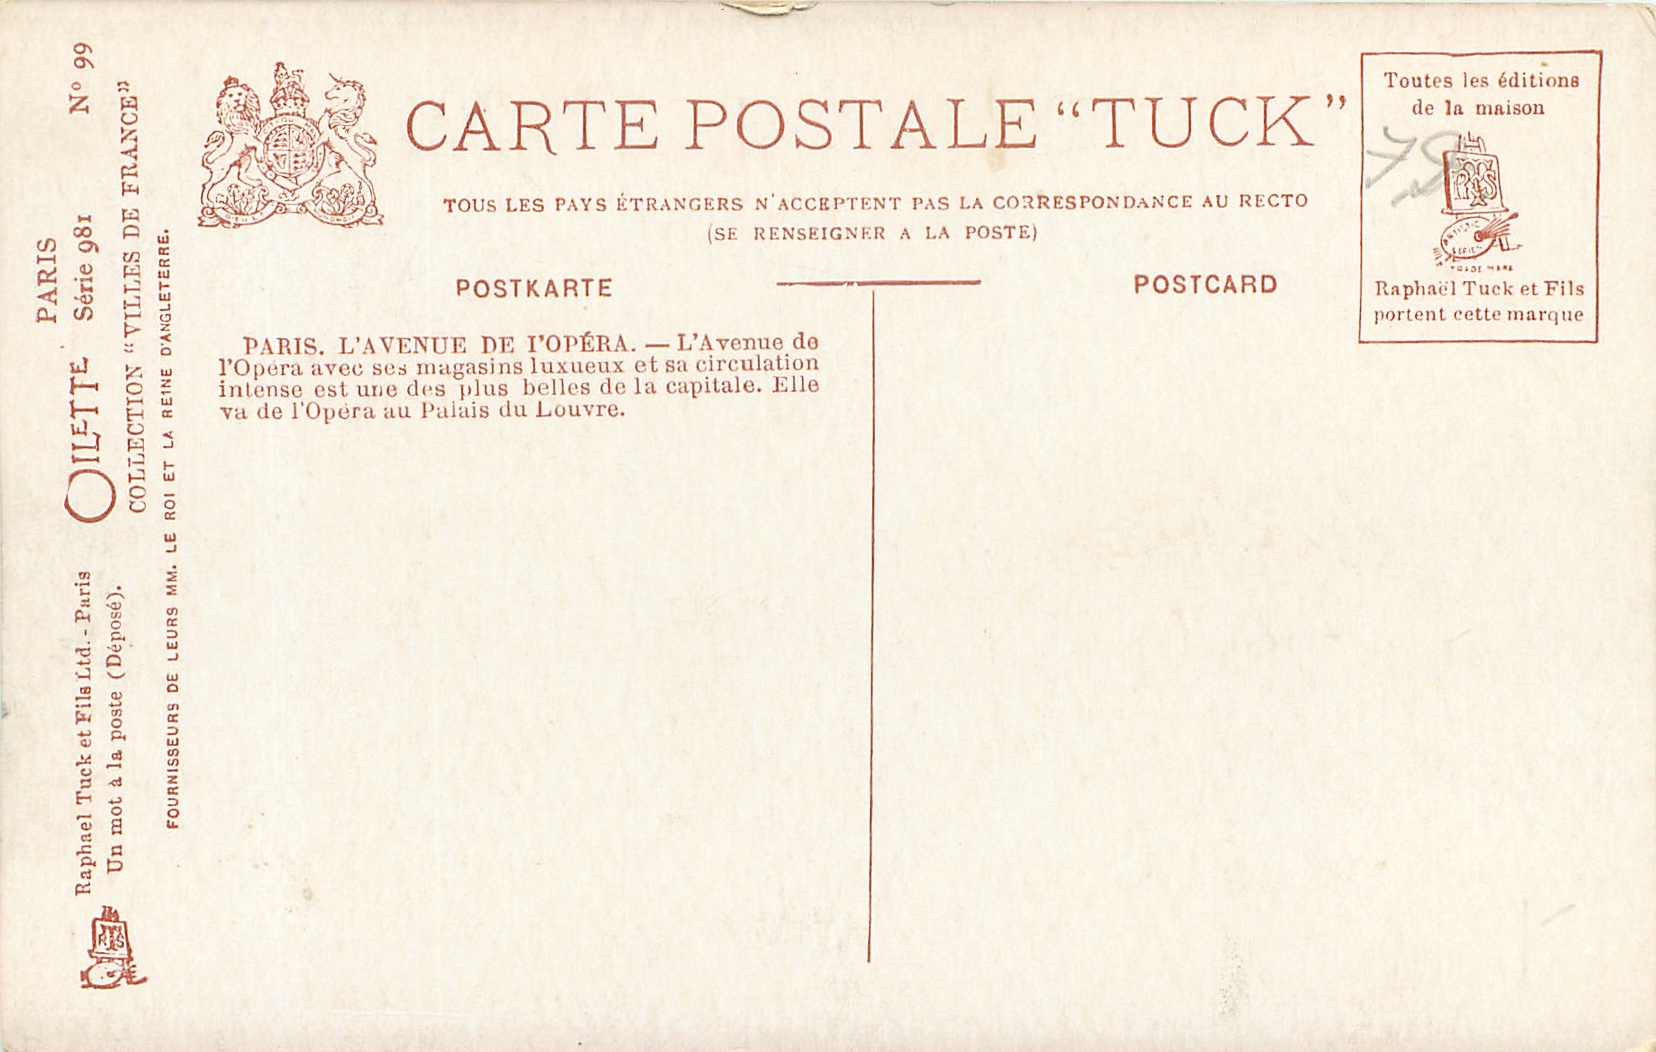 PARIS
OILETTE Série 981 N° 99
COLLECTION "VILLES DE FRANCE"
FOURNISSEURS DE LEURS MM. LE ROI ET LA REINE D'ANGLETERRE.
Raphael Tuck et Fils Ltd. - Paris
Un mot à la poste (Déposé).
CARTE POSTALE “TUCK”
TOUS LES PAYS ÉTRANGERS N'ACCEPTENT PAS LA CORRESPONDANCE AU RECTO
(SE RENSEIGNER A LA POSTE)
POSTKARTE
POSTCARD
PARIS. L'AVENUE DE l'OPÉRA. — L'Avenue de
l'Opéra avec ses magasins luxueux et sa circulation
intense est une des plus belles de la capitale. Elle
va de l'Opéra au Palais du Louvre.
Toutes les éditions
de la maison
ARTISTIC
SERIES
TRADE MARK
Raphaël Tuck et Fils
portent cette marque